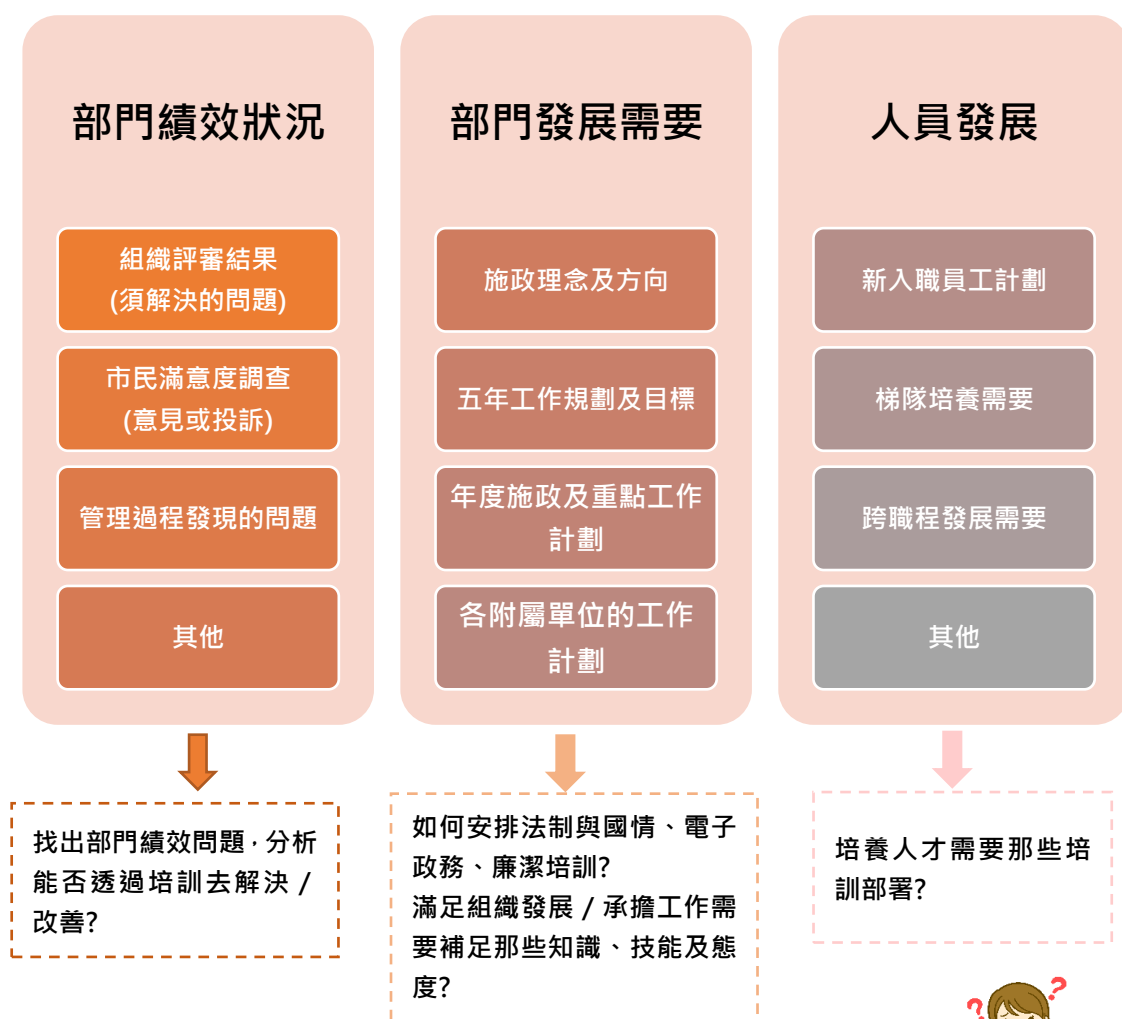 部門績效狀況
組織評審結果
(須解決的問題)
市民滿意度調查
(意見或投訴)
管理過程發現的問題
其他
找出部門績效問題，分析
能否透過培訓去解決 /
改善?
部門發展需要
施政理念及方向
五年工作規劃及目標
年度施政及重點工作
計劃
各附屬單位的工作
計劃
如何安排法制與國情、電子
政務、廉潔培訓?
滿足組織發展 / 承擔工作需
要補足那些知識、技能及態
度?
人員發展
新入職員工計劃
梯隊培養需要
跨職程發展需要
其他
培養人才需要那些培
訓部署?
? ?